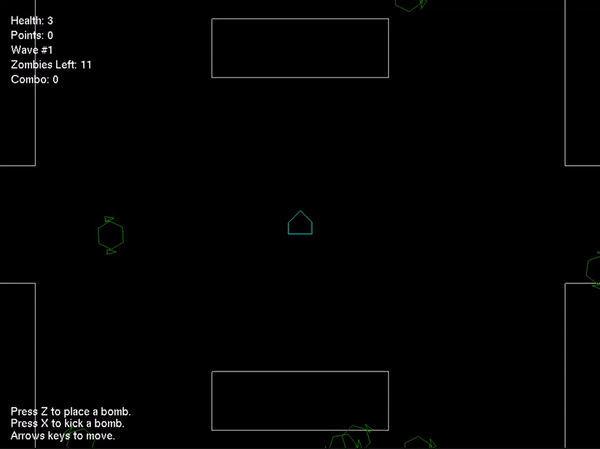 Health: 3
Points: 0
Wave #1
Zombies Left: 11
Combo: 0
Press Z to place a bomb.
Press X to kick a bomb.
Arrows keys to move.